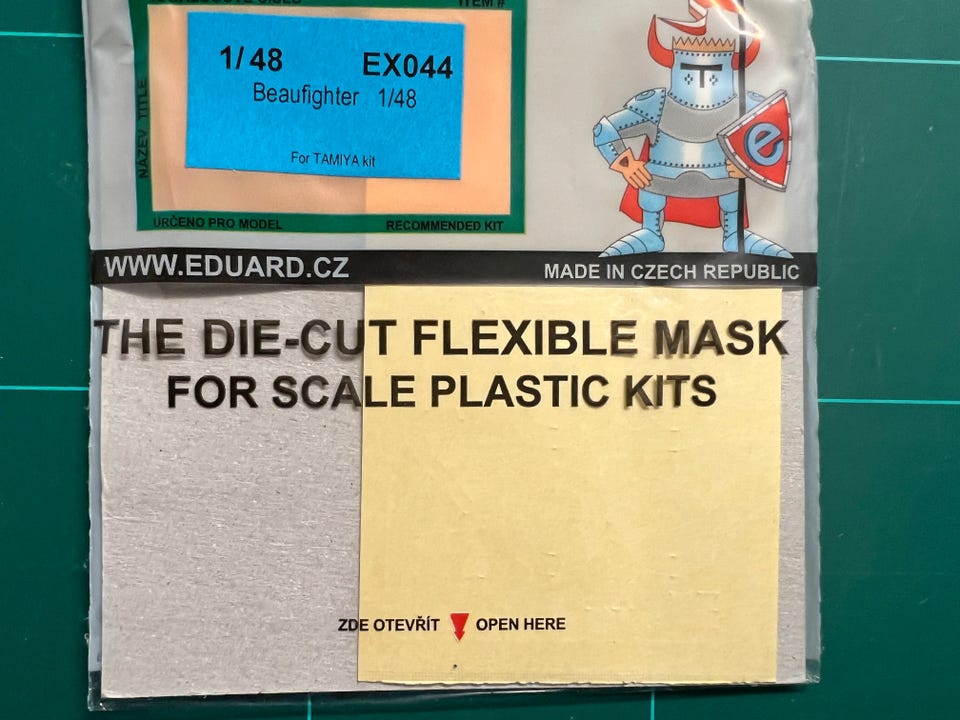 ITEM #
1/48 EX044
Beaufighter 1/48
For TAMIYA kit
NÁZEV TITLE
URČENO PRO MODEL RECOMMENDED KIT
e
WWW.EDUARD.CZ MADE IN CZECH REPUBLIC
THE DIE-CUT FLEXIBLE MASK
FOR SCALE PLASTIC KITS
ZDE OTEVŘÍT OPEN HERE